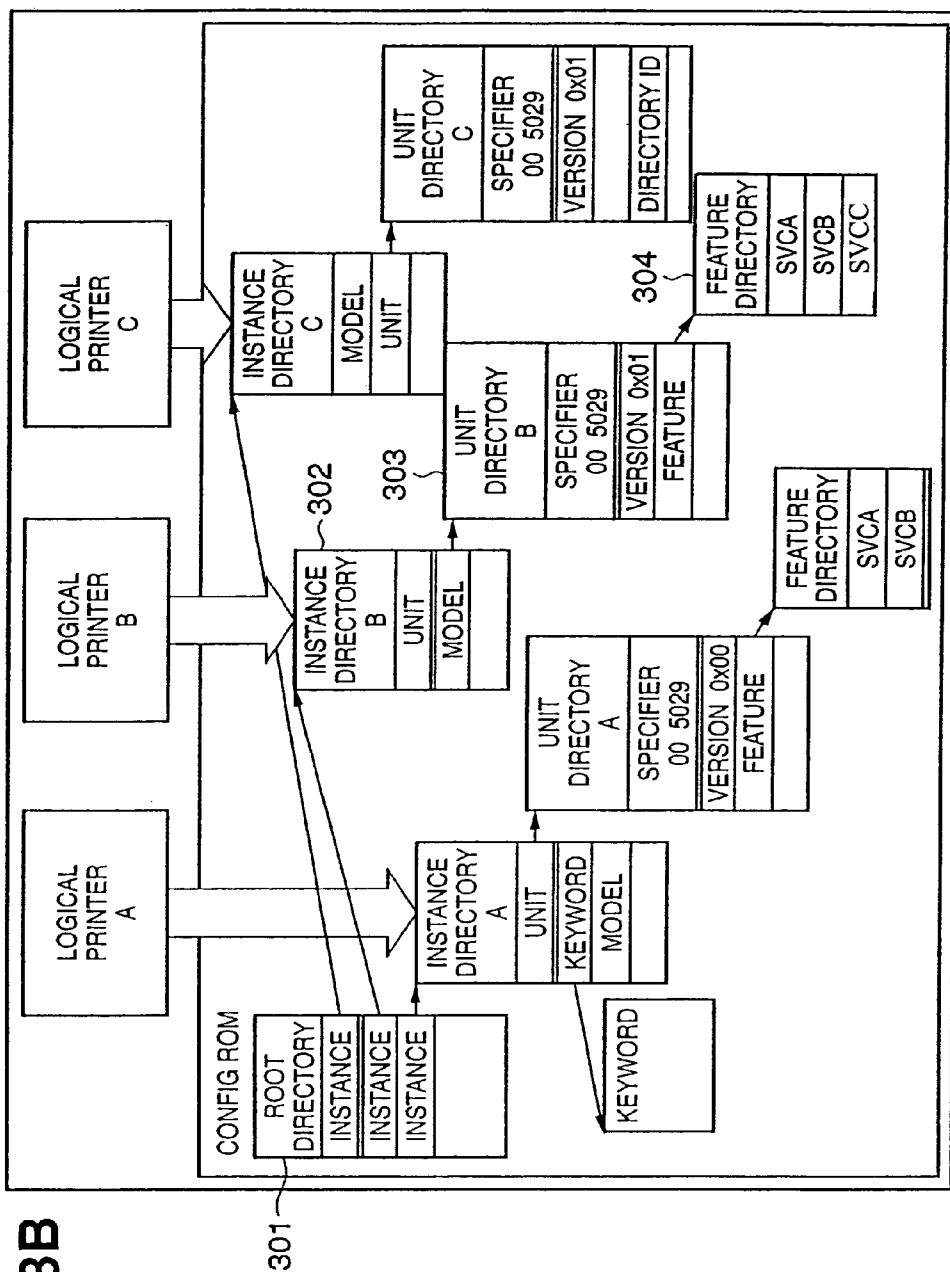 3B
LOGICAL
PRINTER
A
LOGICAL
PRINTER
B
LOGICAL
PRINTER
C
CONFIG ROM
301
ROOT
DIRECTORY
INSTANCE
INSTANCE
INSTANCE
KEYWORD
INSTANCE
DIRECTORY
A
UNIT
KEYWORD
MODEL
UNIT
DIRECTORY
A
SPECIFIER
00 5029
VERSION 0x00
FEATURE
FEATURE
DIRECTORY
SVCA
SVCB
302
INSTANCE
DIRECTORY
B
UNIT
MODEL
303
UNIT
DIRECTORY
B
SPECIFIER
00 5029
VERSION 0x01
FEATURE
304
FEATURE
DIRECTORY
SVCA
SVCB
SVCC
INSTANCE
DIRECTORY
C
MODEL
UNIT
UNIT
DIRECTORY
C
SPECIFIER
00 5029
VERSION 0x01
DIRECTORY ID